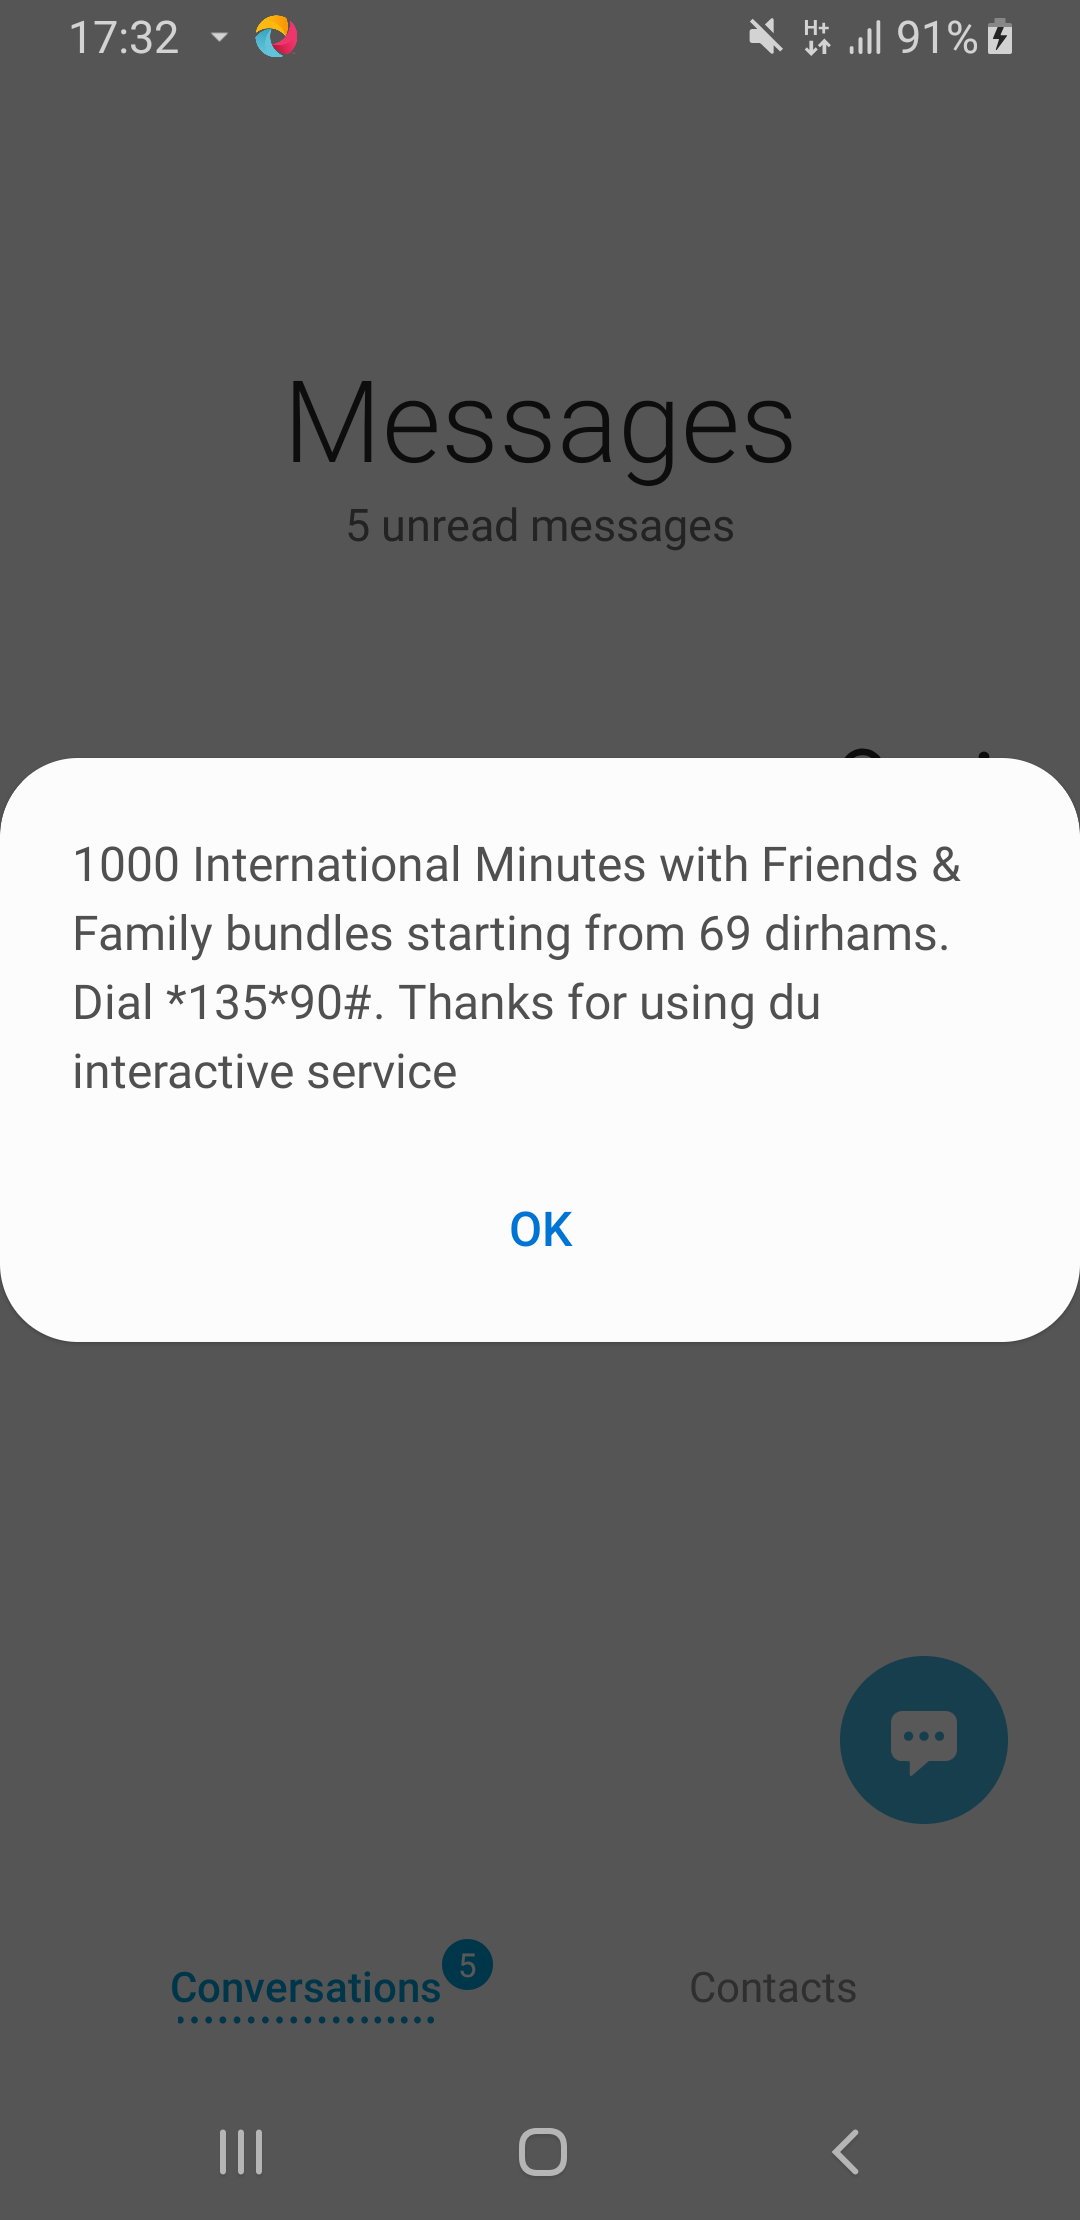 17:32
H+ 91%
Messages
5 unread messages
1000 International Minutes with Friends &
Family bundles starting from 69 dirhams.
Dial *135*90#. Thanks for using du
interactive service
OK
Conversations 5
Contacts